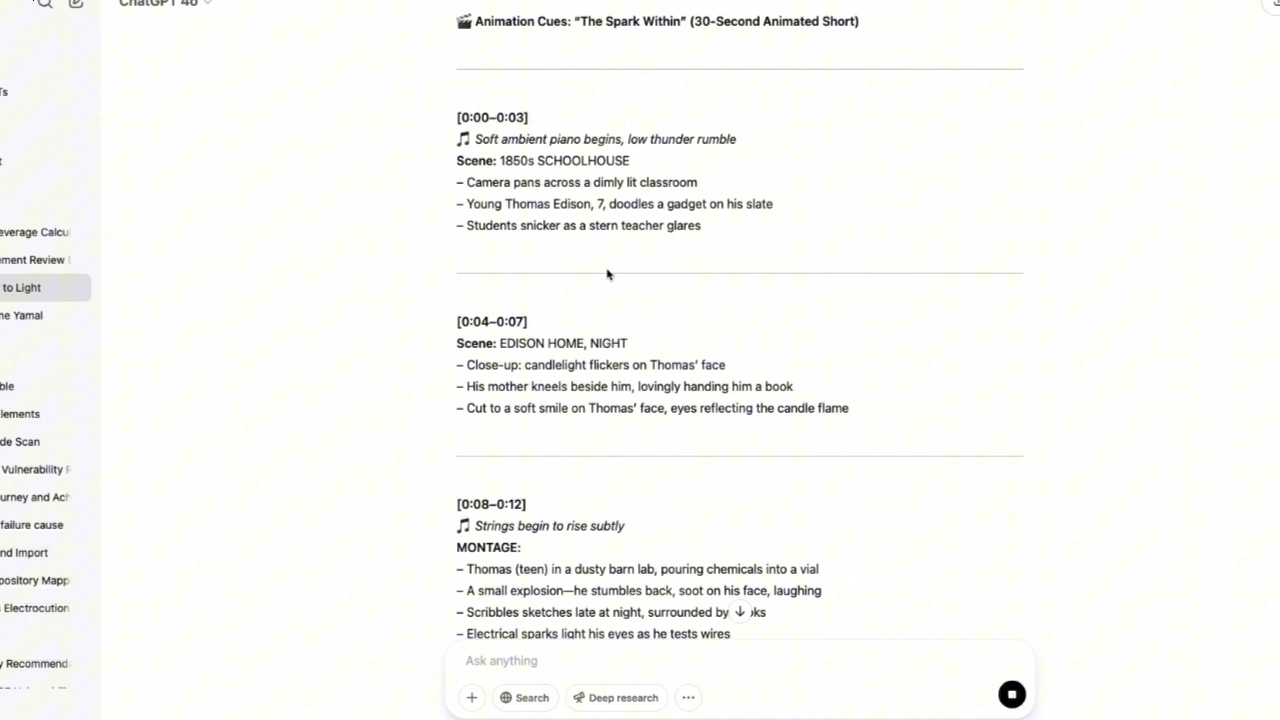 ChatGPT 4o
🎬 Animation Cues: “The Spark Within” (30-Second Animated Short)
[0:00–0:03]
🎵 Soft ambient piano begins, low thunder rumble
Scene: 1850s SCHOOLHOUSE
– Camera pans across a dimly lit classroom
– Young Thomas Edison, 7, doodles a gadget on his slate
– Students snicker as a stern teacher glares
[0:04–0:07]
Scene: EDISON HOME, NIGHT
– Close-up: candlelight flickers on Thomas’ face
– His mother kneels beside him, lovingly handing him a book
– Cut to a soft smile on Thomas’ face, eyes reflecting the candle flame
[0:08–0:12]
🎵 Strings begin to rise subtly
MONTAGE:
– Thomas (teen) in a dusty barn lab, pouring chemicals into a vial
– A small explosion—he stumbles back, soot on his face, laughing
– Scribbles sketches late at night, surrounded by
– Electrical sparks light his eyes as he tests wires
Ask anything
Search
Deep research
Ts
t
everage Calcu
ement Review
to Light
ne Yamal
ble
lements
de Scan
Vulnerability
urney and Ach
failure cause
nd Import
pository Mapp
s Electrocution
y Recommend